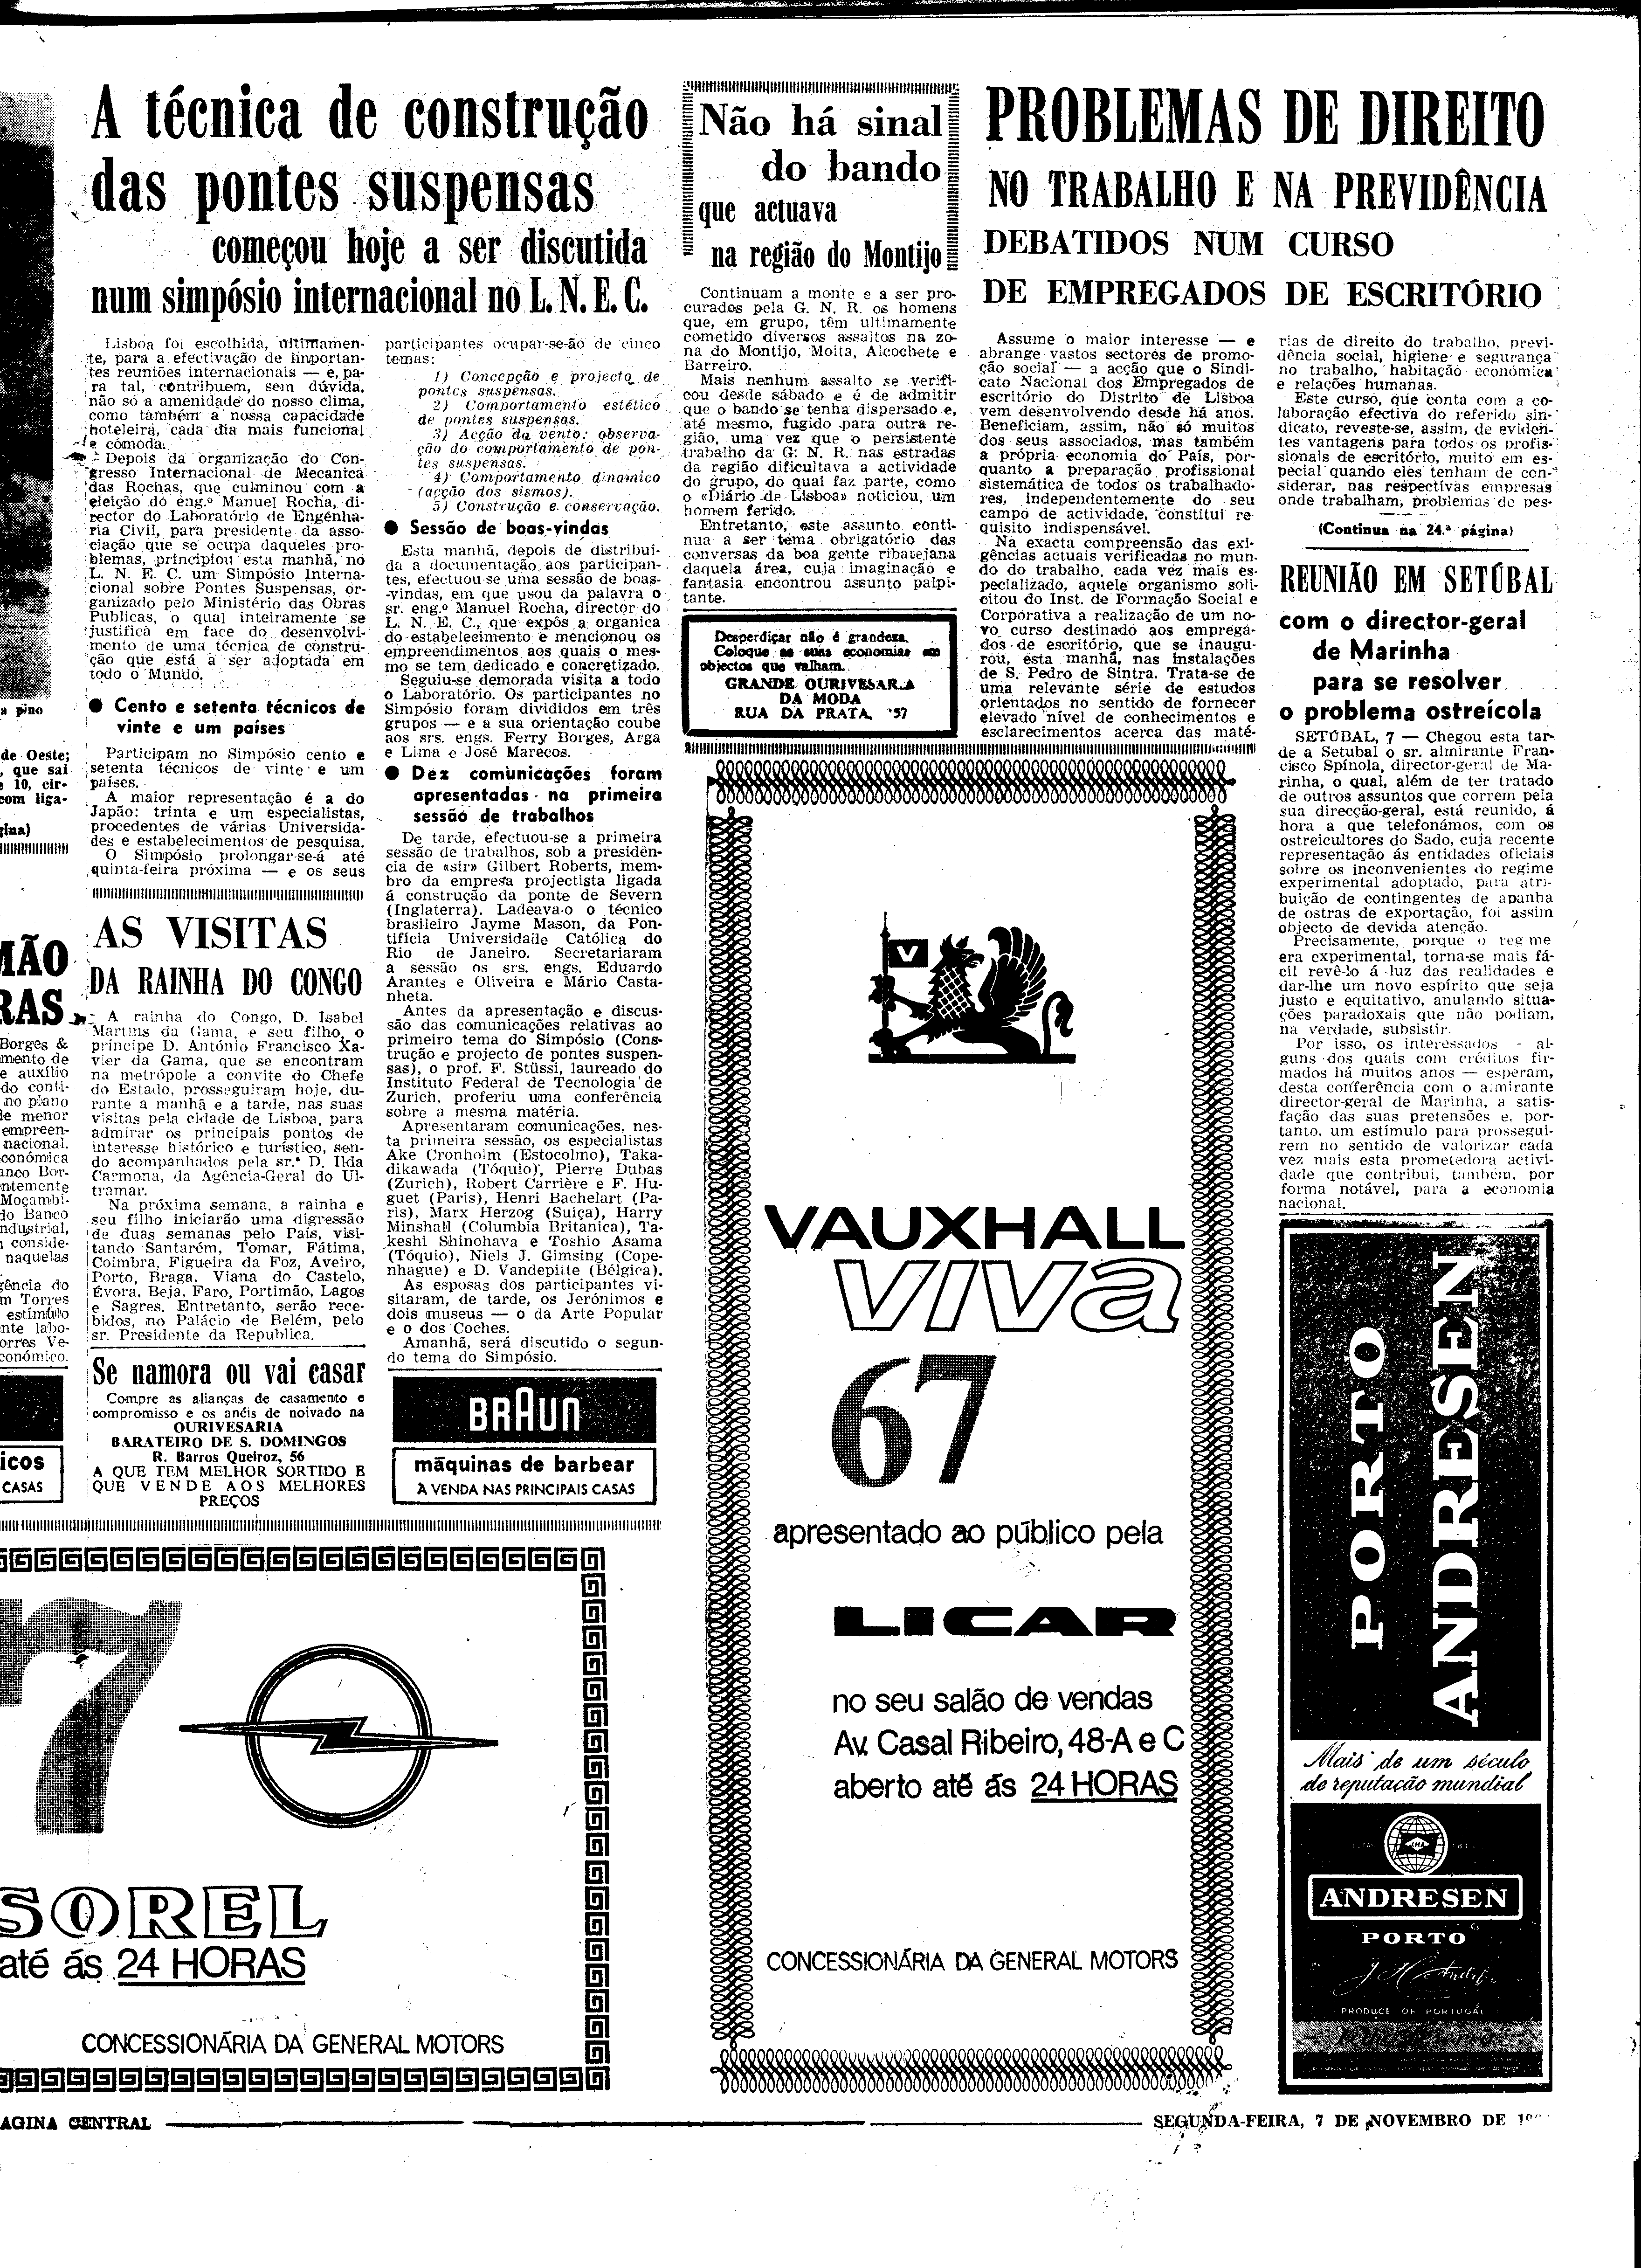 A técnica de construção
das pontes suspensas
começou hoje a ser discutida
num simpósio internacional no L. N. E. C.
Lisboa foi escolhida, ultimamen-
te, para a efectivação de importan-
tes reuniões internacionais — e, pa-
ra tal, contribuem, sem dúvida,
não só a amenidade do nosso clima,
como também a nossa capacidade
hoteleira, cada dia mais funcional
e cómoda.
Depois da organização do Con-
gresso Internacional de Mecanica
das Rochas, que culminou com a
eleição do eng.º Manuel Rocha, di-
rector do Laboratório de Engenha-
ria Civil, para presidente da asso-
ciação que se ocupa daqueles pro-
blemas, principiou esta manhã, no
L. N. E. C. um Simpósio Interna-
cional sobre Pontes Suspensas, or-
ganizado pelo Ministério das Obras
Publicas, o qual inteiramente se
justifica em face do desenvolvi-
mento de uma técnica de constru-
ção que está a ser adoptada em
todo o Mundo.
● Cento e setenta técnicos de
vinte e um países
Participam no Simpósio cento e
setenta técnicos de vinte e um
países.
A maior representação é a do
Japão: trinta e um especialistas,
procedentes de várias Universida-
des e estabelecimentos de pesquisa.
O Simpósio prolongar-se-á até
quinta-feira próxima — e os seus
participantes ocupar-se-ão de cinco
temas:
1) Concepção e projecto de
pontes suspensas.
2) Comportamento estético
de pontes suspensas.
3) Acção da vento: observa-
ção do comportamento de pon-
tes suspensas.
4) Comportamento dinamico
(acção dos sismos).
5) Construção e conservação.
● Sessão de boas-vindas
Esta manhã, depois de distribuí-
da a documentação aos participan-
tes, efectuou-se uma sessão de boas-
-vindas, em que usou da palavra o
sr. eng.º Manuel Rocha, director do
L. N. E. C., que expôs a organica
do estabelecimento e mencionou os
empreendimentos aos quais o mes-
mo se tem dedicado e concretizado.
Seguiu-se demorada visita a todo
o Laboratório. Os participantes no
Simpósio foram divididos em três
grupos — e a sua orientação coube
aos srs. engs. Ferry Borges, Arga
e Lima e José Marecos.
● Dez comunicações foram
apresentadas na primeira
sessão de trabalhos
De tarde, efectuou-se a primeira
sessão de trabalhos, sob a presidên-
cia de «sir» Gilbert Roberts, mem-
bro da empresa projectista ligada
á construção da ponte de Severn
(Inglaterra). Ladeava-o o técnico
brasileiro Jayme Mason, da Pon-
tifícia Universidade Católica do
Rio de Janeiro. Secretariaram
a sessão os srs. engs. Eduardo
Arantes e Oliveira e Mário Casta-
nheta.
Antes da apresentação e discus-
são das comunicações relativas ao
primeiro tema do Simpósio (Cons-
trução e projecto de pontes suspen-
sas), o prof. F. Stüssi, laureado do
Instituto Federal de Tecnologia de
Zurich, proferiu uma conferência
sobre a mesma matéria.
Apresentaram comunicações, nes-
ta primeira sessão, os especialistas
Ake Cronholm (Estocolmo), Taka-
dikawada (Tóquio), Pierre Dubas
(Zurich), Robert Carrière e F. Hu-
guet (Paris), Henri Bachelart (Pa-
ris), Marx Herzog (Suíça), Harry
Minshall (Columbia Britanica), Ta-
keshi Shinohava e Toshio Asama
(Tóquio), Niels J. Gimsing (Cope-
nhague) e D. Vandepitte (Bélgica).
As esposas dos participantes vi-
sitaram, de tarde, os Jerónimos e
dois museus — o da Arte Popular
e o dos Coches.
Amanhã, será discutido o segun-
do tema do Simpósio.
AS VISITAS
DA RAINHA DO CONGO
A rainha do Congo, D. Isabel
Martins da Gama, e seu filho, o
príncipe D. António Francisco Xa-
vier da Gama, que se encontram
na metrópole a convite do Chefe
do Estado, prosseguiram hoje, du-
rante a manhã e a tarde, nas suas
visitas pela cidade de Lisboa, para
admirar os principais pontos de
interesse histórico e turístico, sen-
do acompanhados pela sr.ª D. Ilda
Carmona, da Agência-Geral do Ul-
tramar.
Na próxima semana, a rainha e
seu filho iniciarão uma digressão
de duas semanas pelo País, visi-
tando Santarém, Tomar, Fátima,
Coimbra, Figueira da Foz, Aveiro,
Porto, Braga, Viana do Castelo,
Évora, Beja, Faro, Portimão, Lagos
e Sagres. Entretanto, serão rece-
bidos, no Palácio de Belém, pelo
sr. Presidente da Republica.
Se namora ou vai casar
Compre as alianças de casamento e
compromisso e os anéis de noivado na
OURIVESARIA
BARATEIRO DE S. DOMINGOS
R. Barros Queiroz, 56
A QUE TEM MELHOR SORTIDO E
QUE VENDE AOS MELHORES
PREÇOS
BRAUN
máquinas de barbear
À VENDA NAS PRINCIPAIS CASAS
Não há sinal
do bando
que actuava
na região do Montijo
Continuam a monte e a ser pro-
curados pela G. N. R. os homens
que, em grupo, têm ultimamente
cometido diversos assaltos na zo-
na do Montijo, Moita, Alcochete e
Barreiro.
Mais nenhum assalto se verifi-
cou desde sábado e é de admitir
que o bando se tenha dispersado e,
até mesmo, fugido para outra re-
gião, uma vez que o persistente
trabalho da G. N. R. nas estradas
da região dificultava a actividade
do grupo, do qual faz parte, como
o «Diário de Lisboa» noticiou, um
homem ferido.
Entretanto, este assunto conti-
nua a ser tema obrigatório das
conversas da boa gente ribatejana
daquela área, cuja imaginação e
fantasia encontrou assunto palpi-
tante.
Desperdiçar não é grandeza.
Coloque as suas economias em
objectos que valham.
GRANDE OURIVESARIA
DA MODA
RUA DA PRATA, 257
PROBLEMAS DE DIREITO
NO TRABALHO E NA PREVIDÊNCIA
DEBATIDOS NUM CURSO
DE EMPREGADOS DE ESCRITÓRIO
Assume o maior interesse — e
abrange vastos sectores de promo-
ção social — a acção que o Sindi-
cato Nacional dos Empregados de
escritório do Distrito de Lisboa
vem desenvolvendo desde há anos.
Beneficiam, assim, não só muitos
dos seus associados, mas também
a própria economia do País, por-
quanto a preparação profissional
sistemática de todos os trabalhado-
res, independentemente do seu
campo de actividade, constitui re-
quisito indispensável.
Na exacta compreensão das exi-
gências actuais verificadas no mun-
do do trabalho, cada vez mais es-
pecializado, aquele organismo soli-
citou do Inst. de Formação Social e
Corporativa a realização de um no-
vo curso destinado aos emprega-
dos de escritório, que se inaugu-
rou, esta manhã, nas instalações
de S. Pedro de Sintra. Trata-se de
uma relevante série de estudos
orientados no sentido de fornecer
elevado nível de conhecimentos e
esclarecimentos acerca das maté-
rias de direito do trabalho, previ-
dência social, higiene e segurança
no trabalho, habitação económica
e relações humanas.
Este curso, que conta com a co-
laboração efectiva do referido sin-
dicato, reveste-se, assim, de eviden-
tes vantagens para todos os profis-
sionais de escritório, muito em es-
pecial quando eles tenham de con-
siderar, nas respectivas empresas
onde trabalham, problemas de pes-
(Continua na 24.ª página)
REUNIÃO EM SETÚBAL
com o director-geral
de Marinha
para se resolver
o problema ostreícola
SETÚBAL, 7 — Chegou esta tar-
de a Setubal o sr. almirante Fran-
cisco Spínola, director-geral de Ma-
rinha, o qual, além de ter tratado
de outros assuntos que correm pela
sua direcção-geral, está reunido, á
hora a que telefonámos, com os
ostreicultores do Sado, cuja recente
representação ás entidades oficiais
sobre os inconvenientes do regime
experimental adoptado, para atri-
buição de contingentes de apanha
de ostras de exportação, foi assim
objecto de devida atenção.
Precisamente, porque o regime
era experimental, torna-se mais fá-
cil revê-lo á luz das realidades e
dar-lhe um novo espírito que seja
justo e equitativo, anulando situa-
ções paradoxais que não podiam,
na verdade, subsistir.
Por isso, os interessados - al-
guns dos quais com créditos fir-
mados há muitos anos — esperam,
desta conferência com o almirante
director-geral de Marinha, a satis-
fação das suas pretensões e, por-
tanto, um estímulo para prossegui-
rem no sentido de valorizar cada
vez mais esta prometedora activi-
dade que contribui, também, por
forma notável, para a economia
nacional.
V
VAUXHALL
viva
67
apresentado ao público pela
LICAR
no seu salão de vendas
Av. Casal Ribeiro, 48-A e C
aberto até ás 24 HORAS
CONCESSIONÁRIA DA GENERAL MOTORS
PORTO
ANDRESEN
Mais de um século
de reputação mundial
ANDRESEN
PORTO
PRODUCE OF PORTUGAL
a pino
de Oeste;
, que sai
e 10, cir-
com liga-
gina)
MÃO
RAS
Borges &
mento de
e auxílio
do conti-
no plano
de menor
empreen-
nacional.
conómica
anco Bor-
ntemente
Moçambi-
do Banco
ndustrial,
conside-
naquelas
gência do
m Torres
estímulo
nte labo-
orres Ve-
conómico.
icos
CASAS
7
SOREL
até ás 24 HORAS
CONCESSIONÁRIA DA GENERAL MOTORS
AGINA CENTRAL
SEGUNDA-FEIRA, 7 DE NOVEMBRO DE